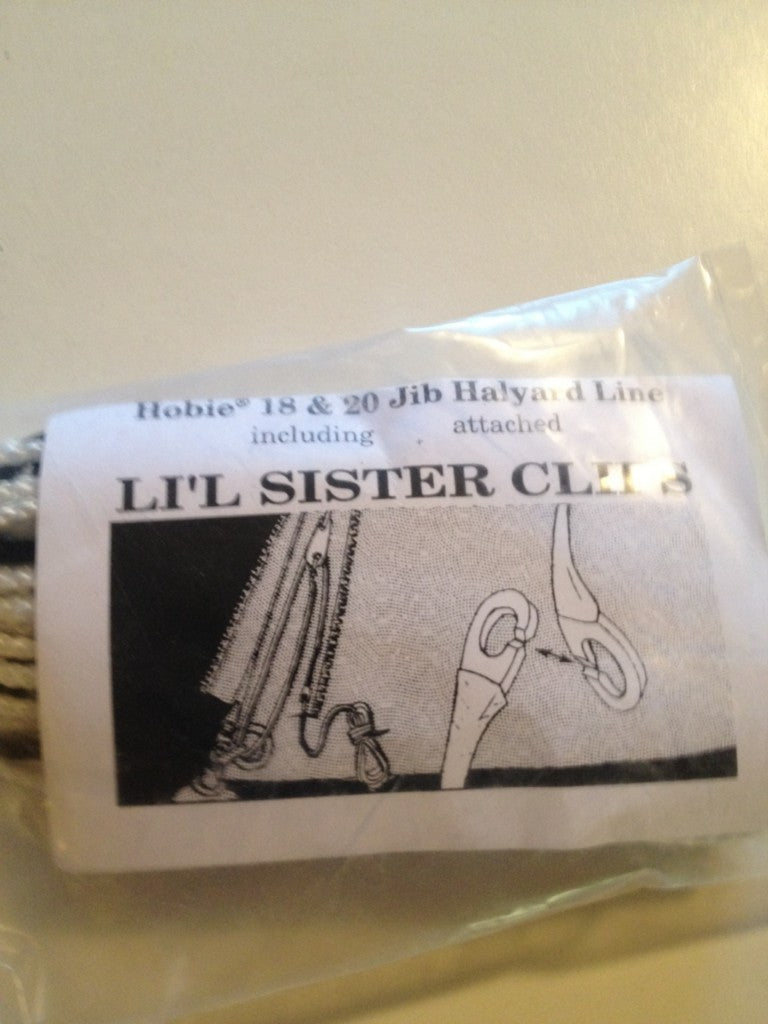 Hobie® 18 & 20 Jib Halyard Line
including attached
LI'L SISTER CLIPS